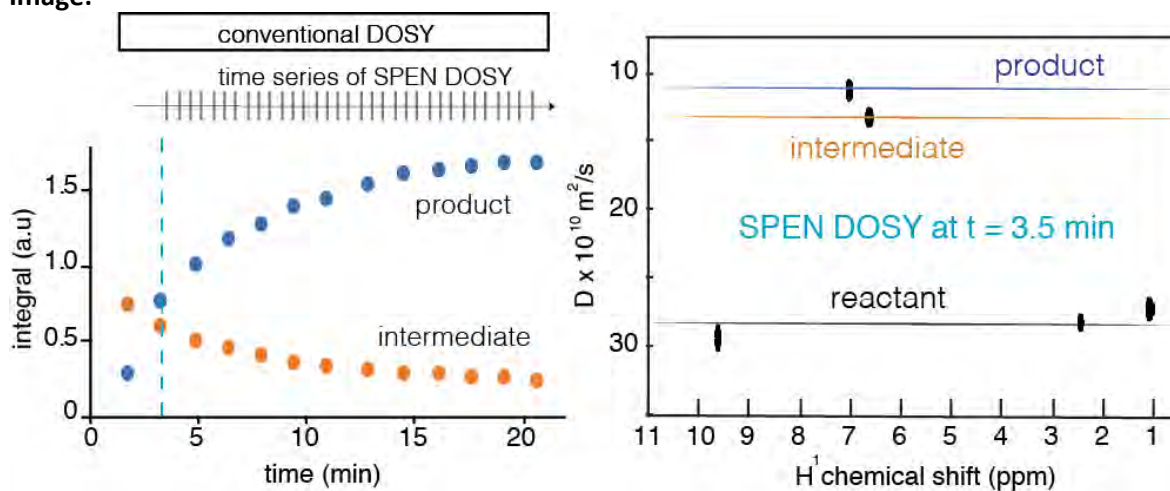 image:
conventional DOSY
time series of SPEN DOSY
integral (a.u)
1.5
1.0
0.5
0
product
intermediate
0 5 10 15 20
time (min)
D x 10¹⁰ m²/s
10
20
30
product
intermediate
SPEN DOSY at t = 3.5 min
reactant
11 10 9 8 7 6 5 4 3 2 1
H¹ chemical shift (ppm)